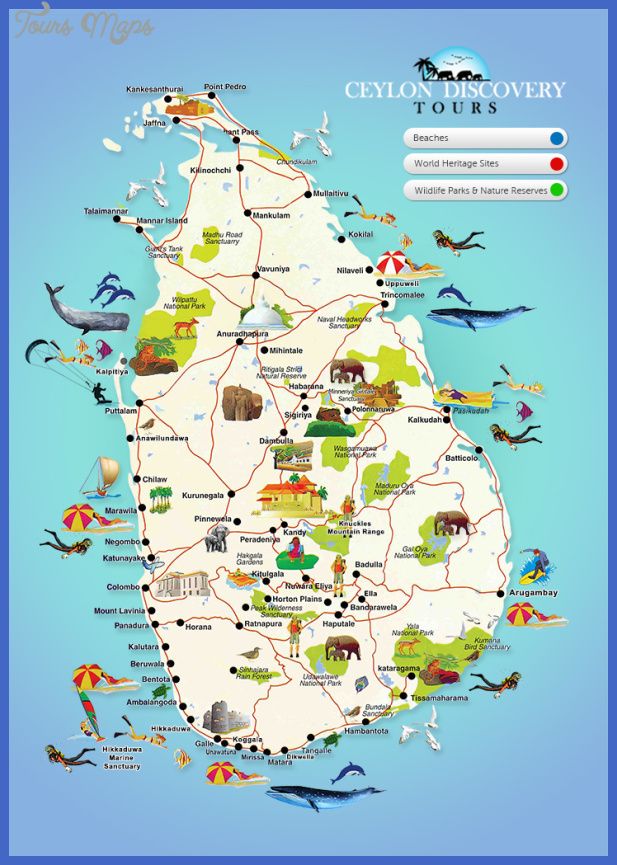 Tours Maps
CEYLON DISCOVERY
TOURS
Beaches
World Heritage Sites
Wildlife Parks & Nature Reserves
Kankesanthurai
Point Pedro
Jaffna
hant Pass
Chundikulam
Kilinochchi
Mullaitivu
Talaimannar
Mannar Island
Mankulam
Kokilai
Madhu Road
Sanctuarry
Giant's Tank
Sanctuary
Vavuniya
Nilaveli
Uppuweli
Trincomalee
Wilpattu
National Park
Naval Headworks
Sanctuary
Anuradhapura
Mihintale
Kalpitiya
Ritigala Strict
Natural Reserve
Habarana
Minneriya
Sanctuary
Puttalam
Sigiriya
Polonnaruwa
Pasikudah
Kalkudah
Anawilundawa
Dambulla
Wasgamuwa
National Park
Batticolo
Chilaw
Maduru Oya
National Park
Kurunegala
Marawila
Pinnewela
Knuckles
Mountain Range
Kandy
Peradeniya
Negombo
Gal Oya
National Park
Katunayake
Hakgala
Gardens
Badulla
Kitulgala
Nuwara Eliya
Colombo
Ella
Arugambay
Horton Plains
Bandarawela
Mount Lavinia
Peak Wilderness
Sanctuary
Panadura
Horana
Ratnapura
Haputale
Yala
National Park
Kumana
Bird Sanctuary
Kalutara
Beruwala
Sinharaja
Rain Forest
Udawalawe
National Park
kataragama
Bentota
Tissamaharama
Ambalangoda
Bundala
Sanctuary
Hikkaduwa
Hambantota
Hikkaduwa
Marine
Sanctuary
Koggala
Galle
Unawatuna
Mirissa
Matara
Dikwella
Tangalle